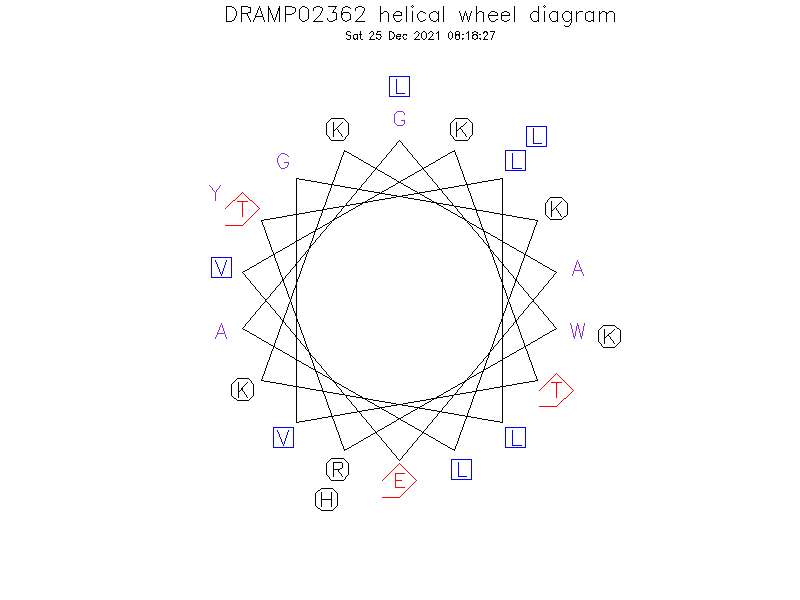 DRAMP02362 helical wheel diagram
Sat 25 Dec 2021 08:18:27
L
K G K
L
G L
Y T K
V A
A W K
K T
V L
R L
E
H